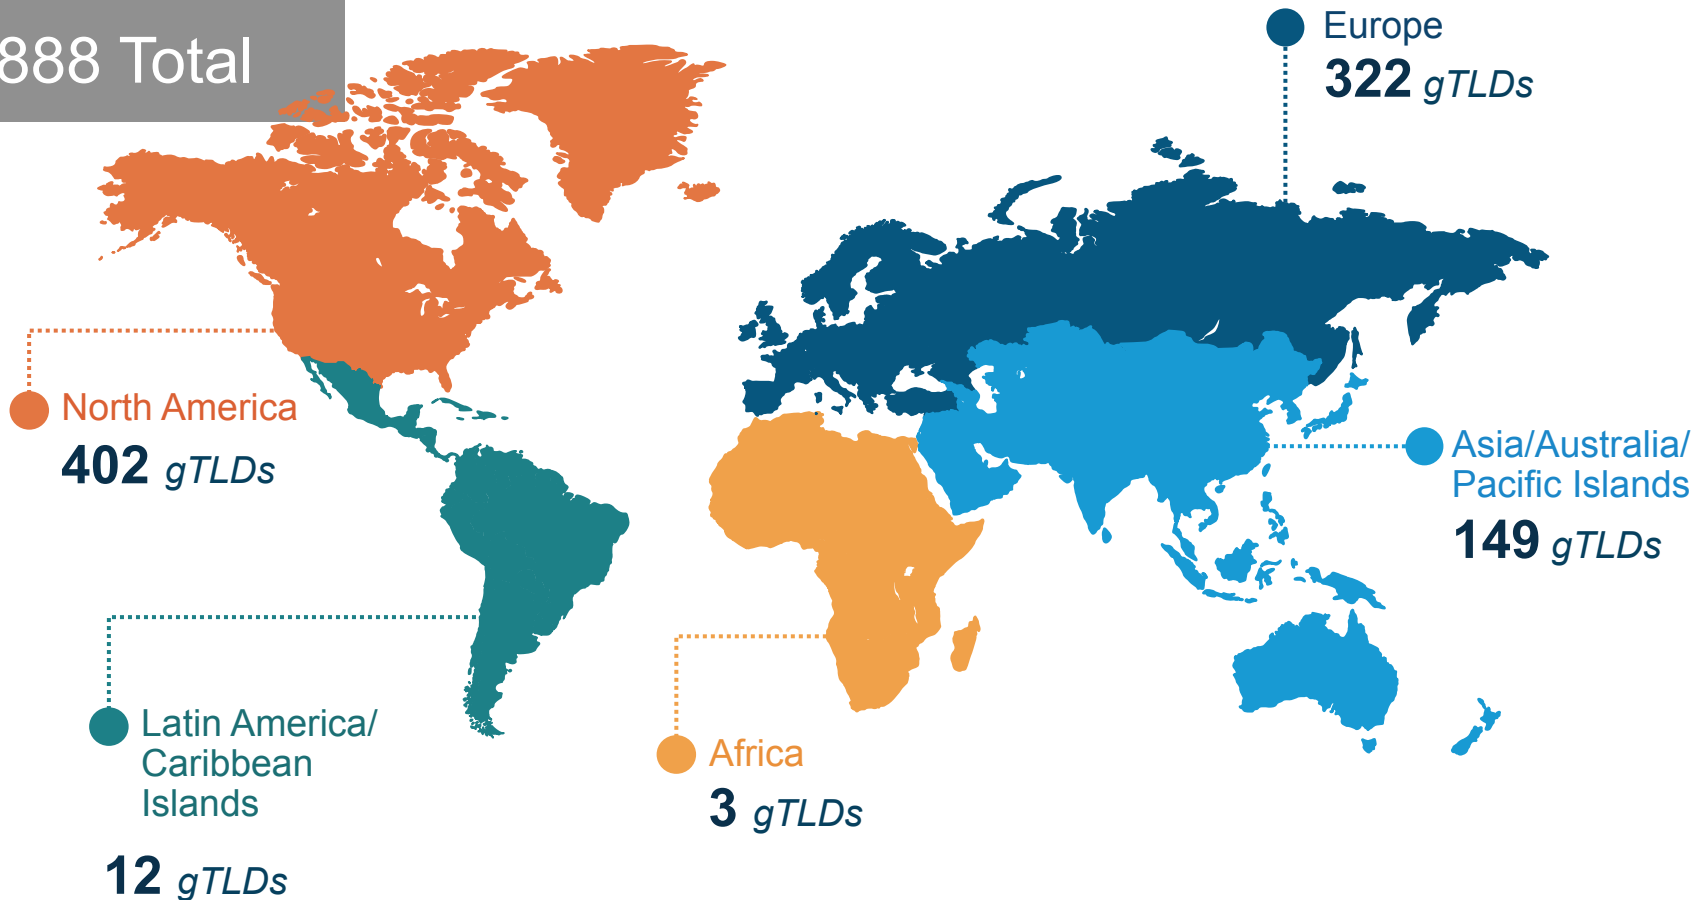 888 Total
Europe
322 gTLDs
North America
402 gTLDs
Asia/Australia/
Pacific Islands
149 gTLDs
Latin America/
Caribbean
Islands
12 gTLDs
Africa
3 gTLDs